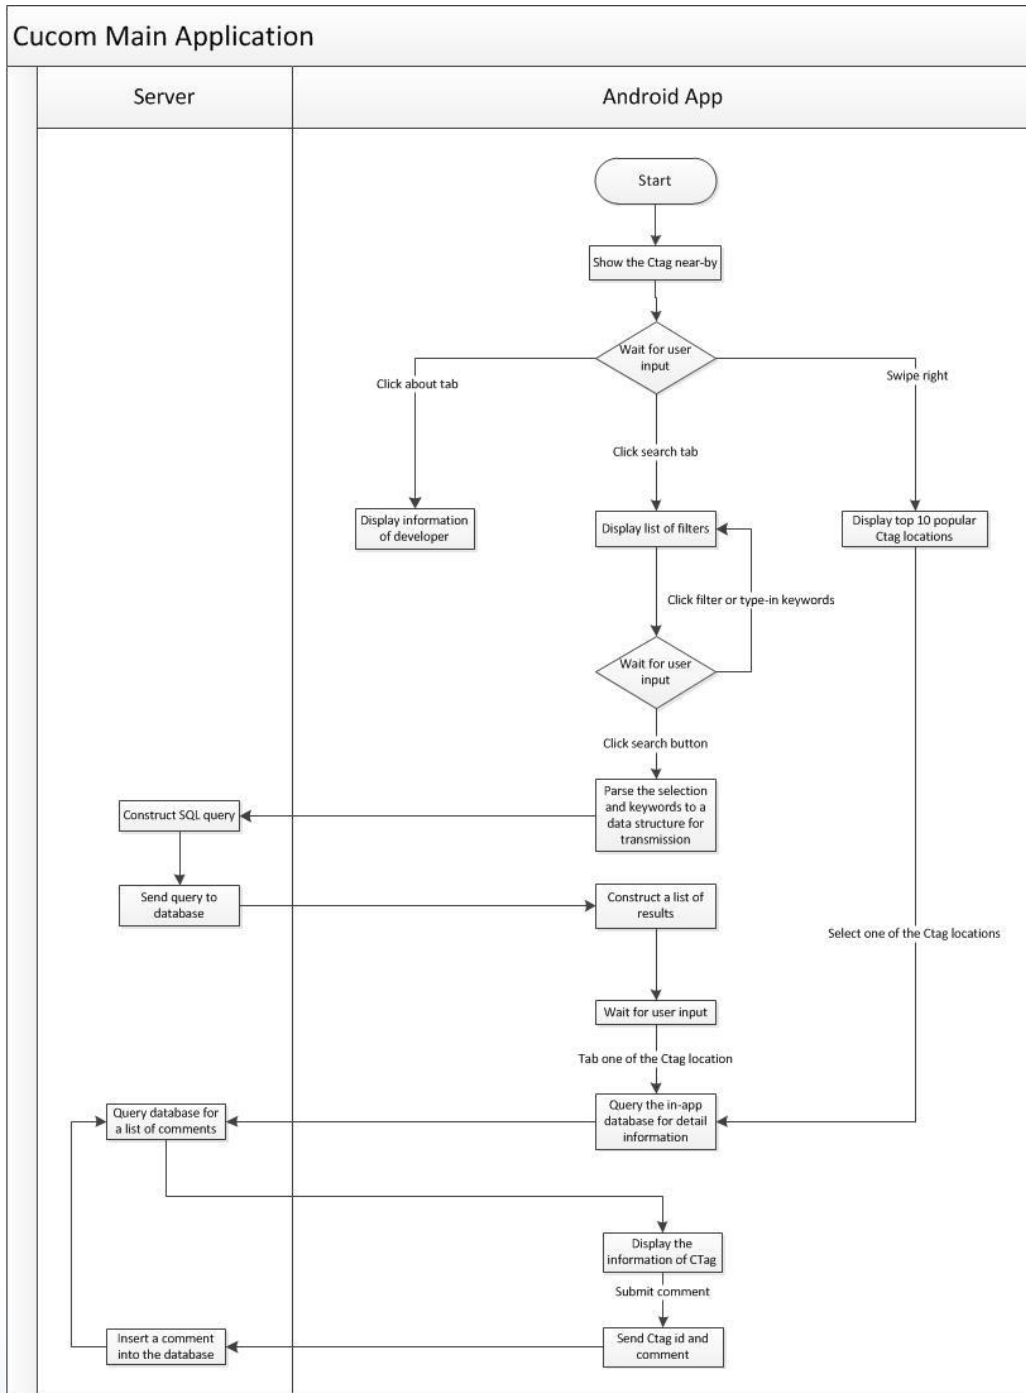 Cucom Main Application
Server
Android App
Start
Show the Ctag near-by
Wait for user
input
Click about tab
Swipe right
Click search tab
Display information
of developer
Display list of filters
Display top 10 popular
Ctag locations
Click filter or type-in keywords
Wait for user
input
Click search button
Parse the selection
and keywords to a
data structure for
transmission
Construct SQL query
Send query to
database
Construct a list of
results
Select one of the Ctag locations
Wait for user input
Tab one of the Ctag location
Query database for
a list of comments
Query the in-app
database for detail
information
Display the
information of CTag
Submit comment
Insert a comment
into the database
Send Ctag id and
comment